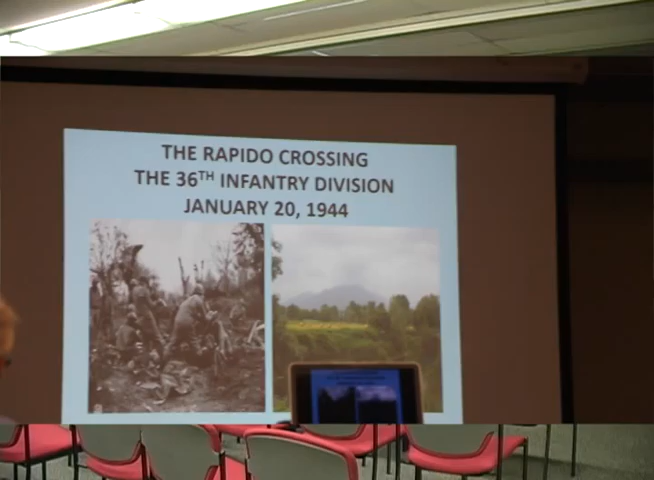 THE RAPIDO CROSSING
THE 36TH INFANTRY DIVISION
JANUARY 20, 1944